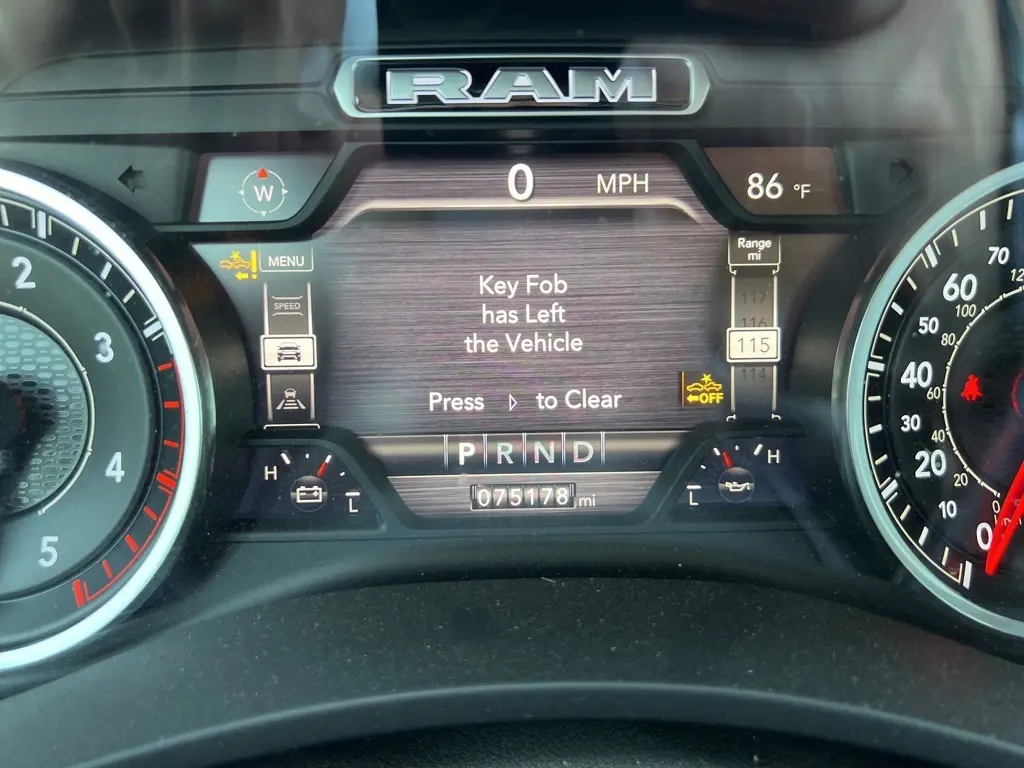 RAM
W
0 MPH
86 °F
MENU
SPEED
Key Fob
has Left
the Vehicle
Press to Clear
Range
mi
117
116
115
114
OFF
P R N D
075178 mi
H
L
L
H
2
3
4
5
70
60
50
40
30
20
10
0
12
100
80
60
40
20
0